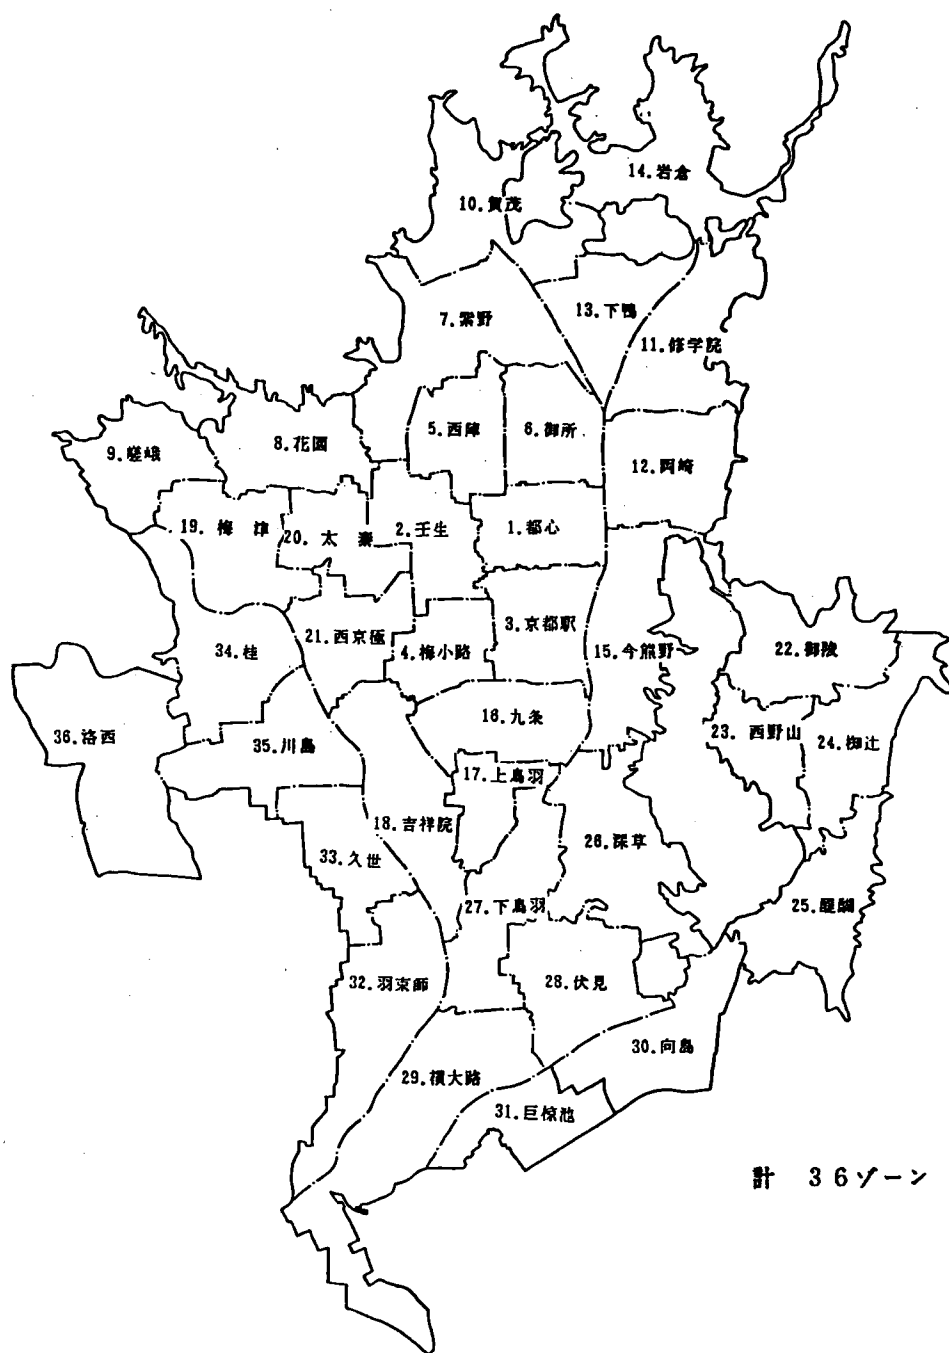 14.岩倉
10.賀茂
13.下鴨
7.紫野
11.修学院
5.西陣
6.御所
8.花園
9.嵯峨
12.岡崎
19.梅 津
20.太 秦
2.壬生
1.都心
3.京都駅
21.西京極
34.桂
4.梅小路
15.今熊野
22.御陵
16.九条
36.洛西
35.川島
23.西野山
24.椥辻
17.上鳥羽
18.吉祥院
26.深草
33.久世
27.下鳥羽
25.醍醐
32.羽束師
28.伏見
30.向島
29.横大路
31.巨椋池
計 36ゾーン